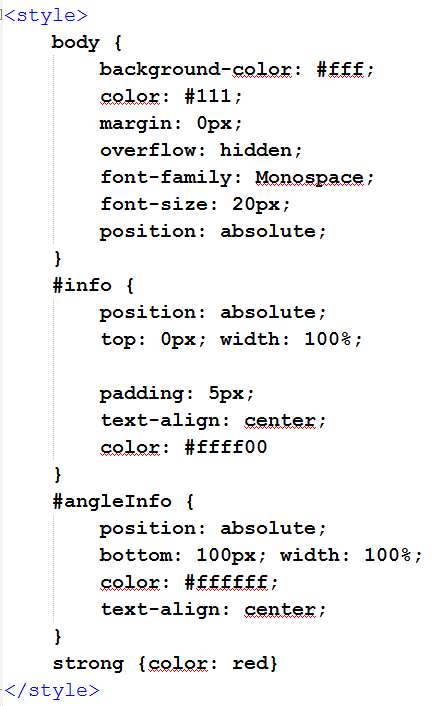 <style>
body {
background-color: #fff;
color: #111;
margin: 0px;
overflow: hidden;
font-family: Monospace;
font-size: 20px;
position: absolute;
}
#info {
position: absolute;
top: 0px; width: 100%;
padding: 5px;
text-align: center;
color: #ffff00
}
#angleInfo {
position: absolute;
bottom: 100px; width: 100%;
color: #ffffff;
text-align: center;
}
strong {color: red}
</style>